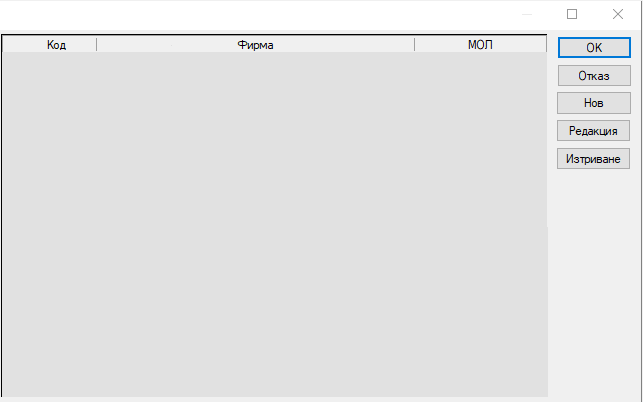 Код Фирма МОЛ
OK
Отказ
Нов
Редакция
Изтриване